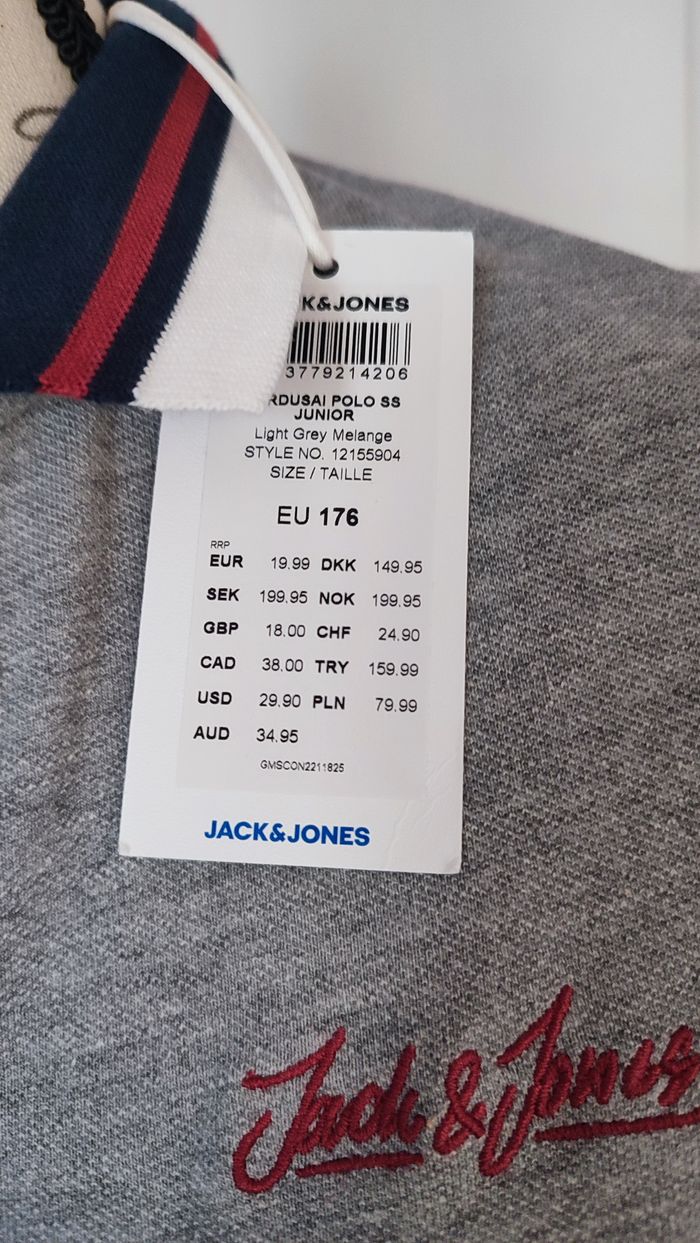 K&JONES
3779214206
RDUSAI POLO SS
JUNIOR
Light Grey Melange
STYLE NO. 12155904
SIZE / TAILLE
EU 176
RRP
EUR 19.99 DKK 149.95
SEK 199.95 NOK 199.95
GBP 18.00 CHF 24.90
CAD 38.00 TRY 159.99
USD 29.90 PLN 79.99
AUD 34.95
GMSCON2211825
JACK&JONES
Jack & Jones